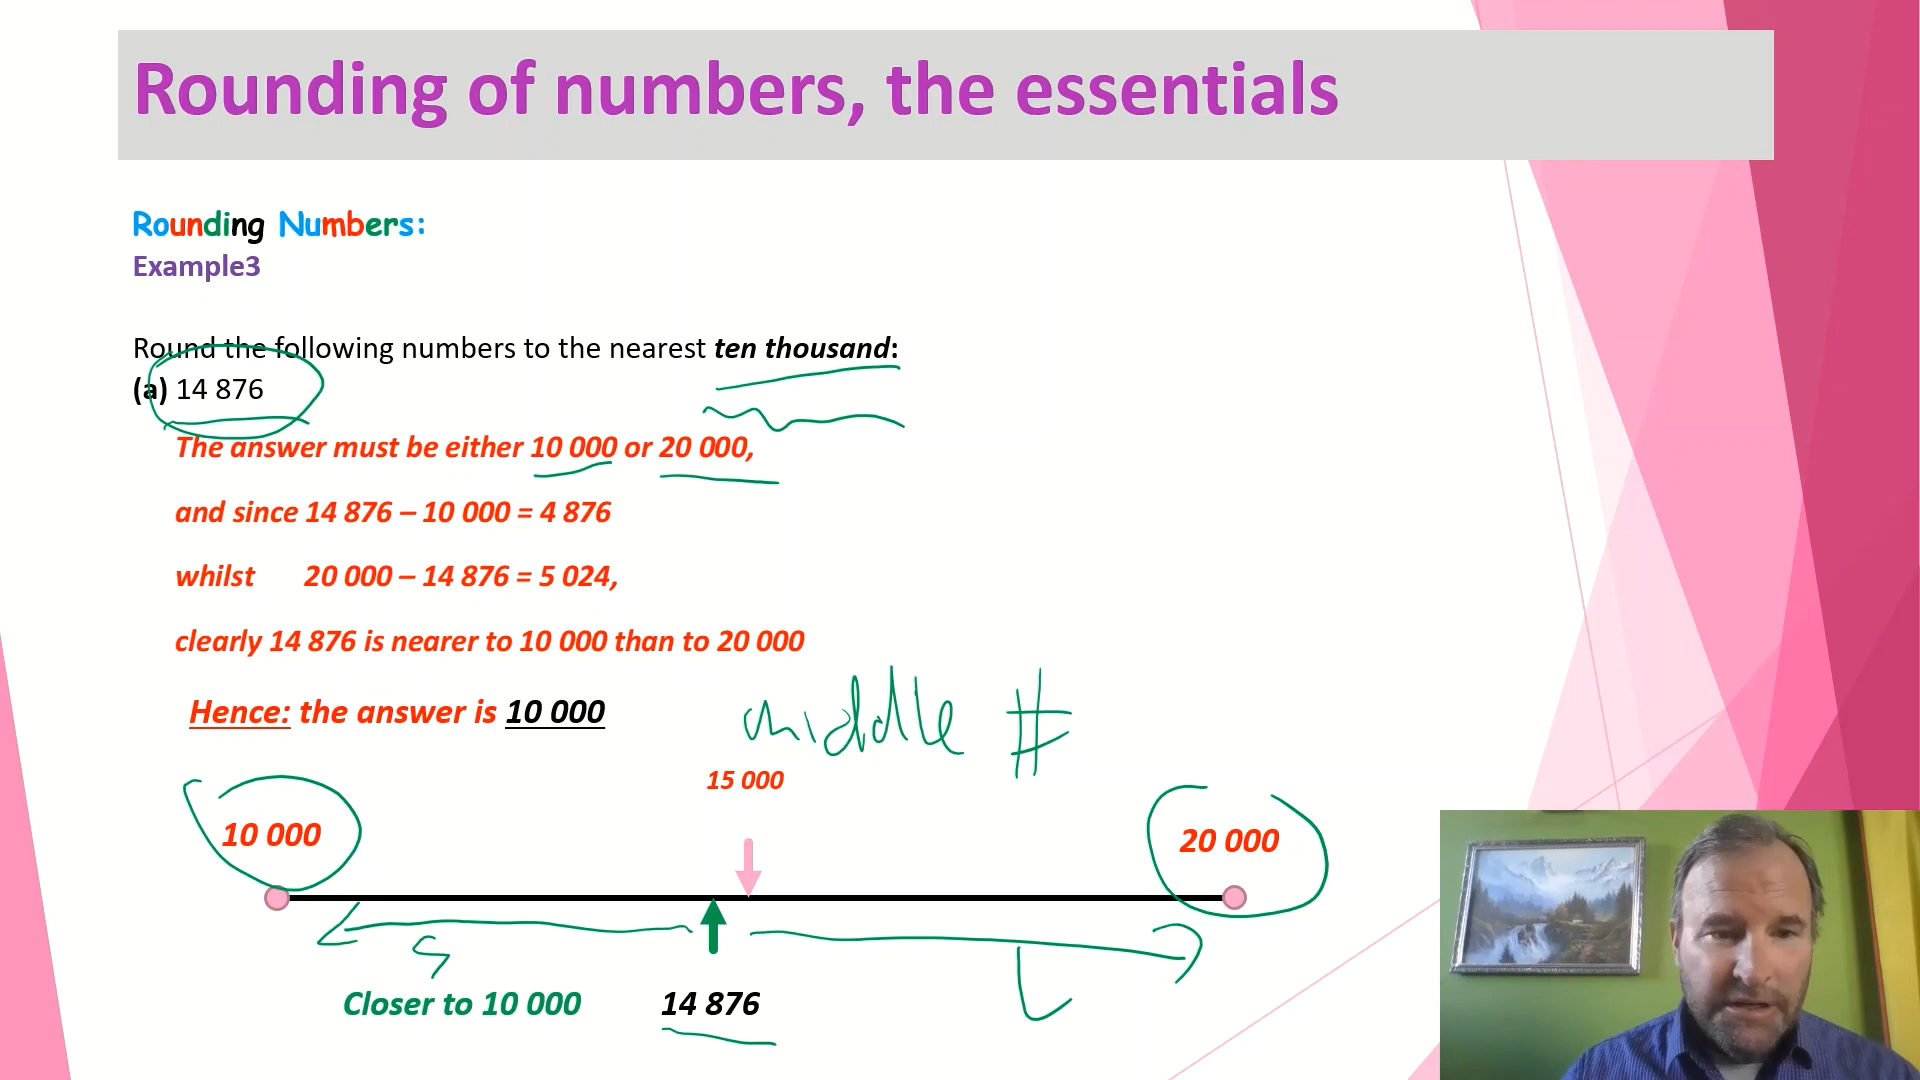 Rounding of numbers, the essentials
Rounding Numbers:
Example3
Round the following numbers to the nearest ten thousand:
(a) 14 876
The answer must be either 10 000 or 20 000,
and since 14 876 – 10 000 = 4 876
whilst 20 000 – 14 876 = 5 024,
clearly 14 876 is nearer to 10 000 than to 20 000
Hence: the answer is 10 000
middle #
15 000
10 000
20 000
S
L
Closer to 10 000
14 876